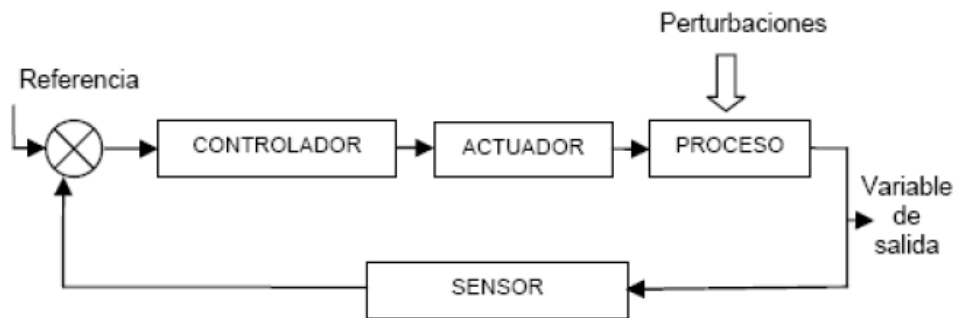 Perturbaciones
Referencia
CONTROLADOR
ACTUADOR
PROCESO
Variable
de
salida
SENSOR